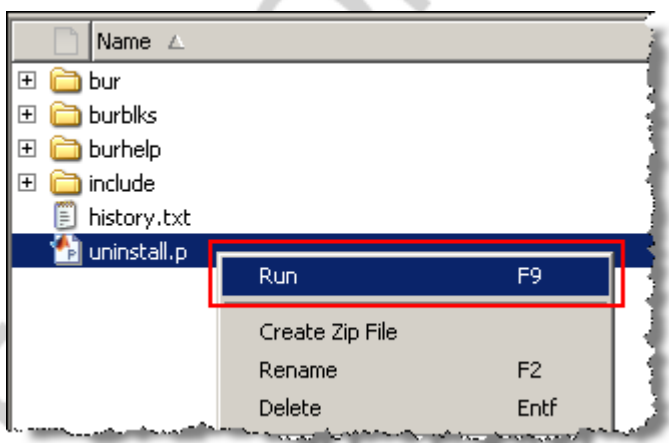 Name
bur
burblks
burhelp
include
history.txt
uninstall.p
Run F9
Create Zip File
Rename F2
Delete Entf